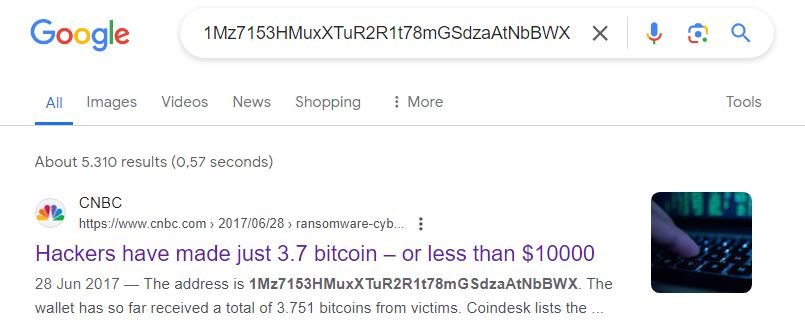 Google
1Mz7153HMuxXTuR2R1t78mGSdzaAtNbBWX
All Images Videos News Shopping More Tools
About 5.310 results (0,57 seconds)
CNBC
https://www.cnbc.com › 2017/06/28 › ransomware-cyb...
Hackers have made just 3.7 bitcoin – or less than $10000
28 Jun 2017 — The address is 1Mz7153HMuxXTuR2R1t78mGSdzaAtNbBWX. The
wallet has so far received a total of 3.751 bitcoins from victims. Coindesk lists the ...